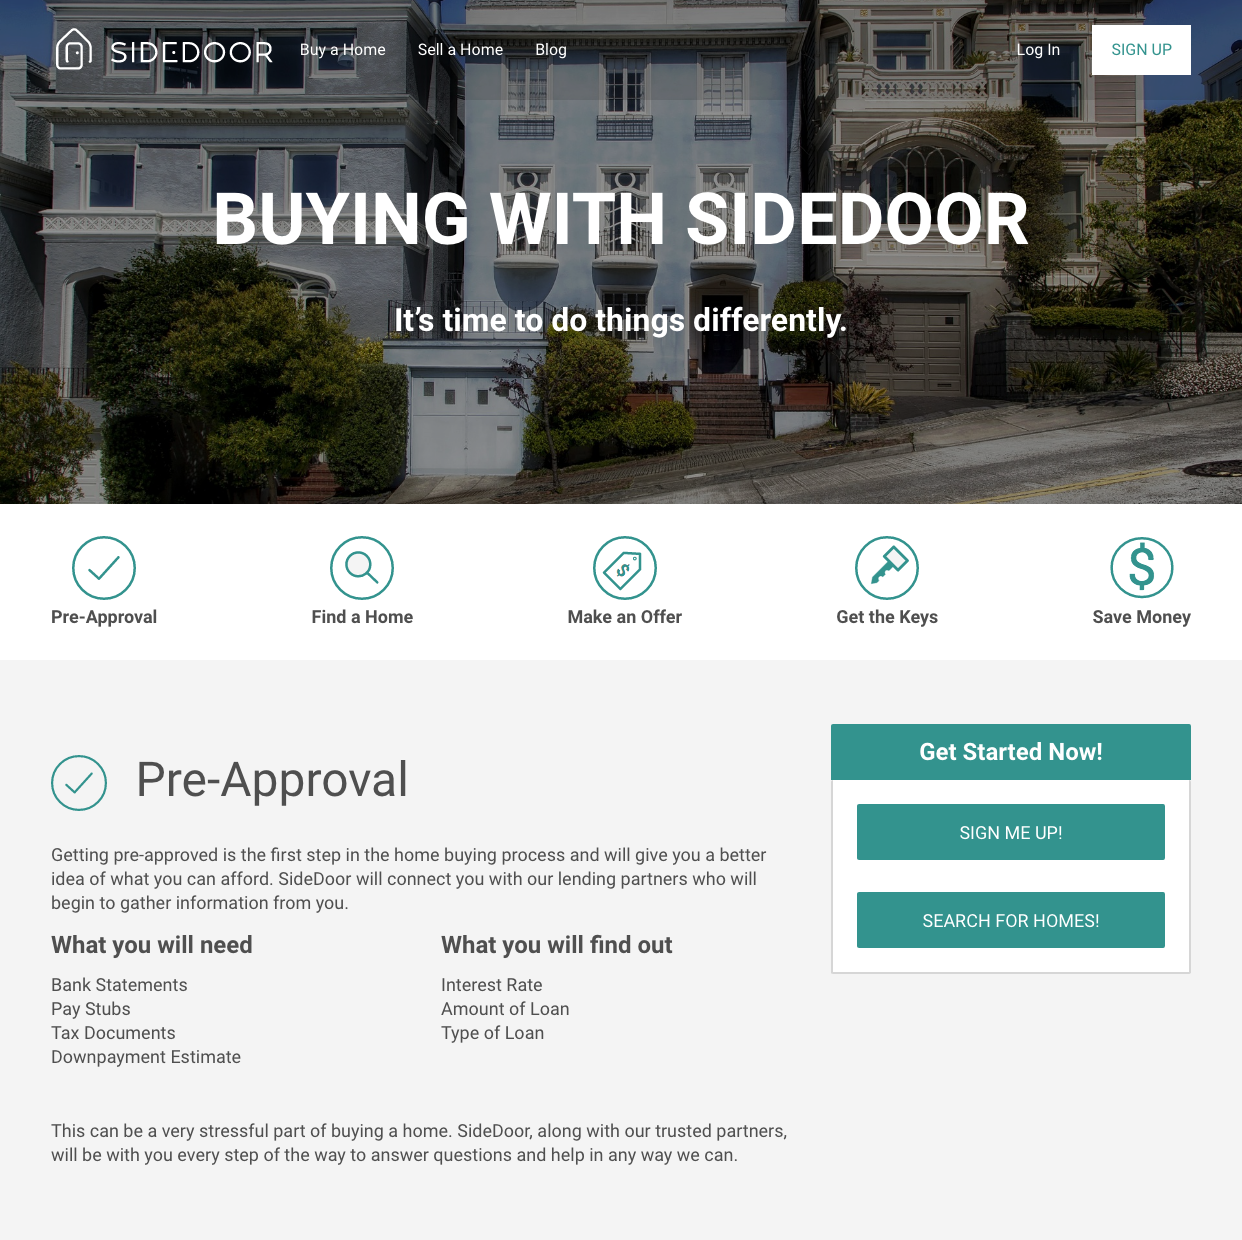 SIDEDOOR
Buy a Home
Sell a Home
Blog
Log In
SIGN UP
BUYING WITH SIDEDOOR
It’s time to do things differently.
Pre-Approval
Find a Home
Make an Offer
Get the Keys
Save Money
Pre-Approval
Getting pre-approved is the first step in the home buying process and will give you a better
idea of what you can afford. SideDoor will connect you with our lending partners who will
begin to gather information from you.
What you will need
Bank Statements
Pay Stubs
Tax Documents
Downpayment Estimate
What you will find out
Interest Rate
Amount of Loan
Type of Loan
This can be a very stressful part of buying a home. SideDoor, along with our trusted partners,
will be with you every step of the way to answer questions and help in any way we can.
Get Started Now!
SIGN ME UP!
SEARCH FOR HOMES!